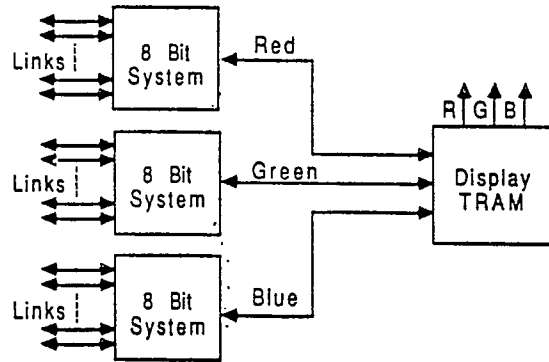 Red
Links
8 Bit
System
R G B
Links
8 Bit
System
Green
Display
TRAM
Links
8 Bit
System
Blue